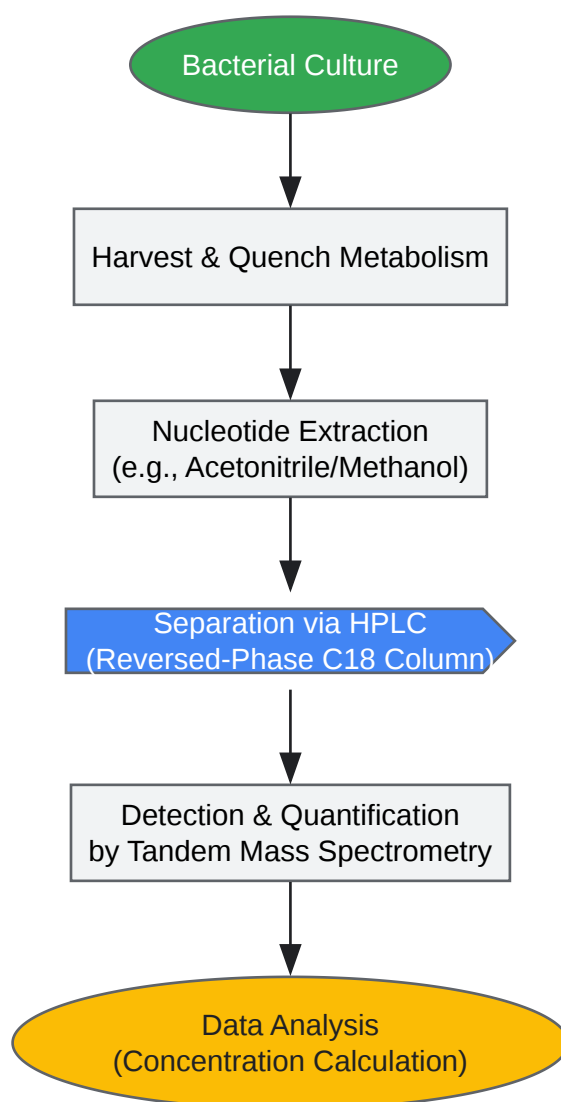 Bacterial Culture
Harvest & Quench Metabolism
Nucleotide Extraction
(e.g., Acetonitrile/Methanol)
Separation via HPLC
(Reversed-Phase C18 Column)
Detection & Quantification
by Tandem Mass Spectrometry
Data Analysis
(Concentration Calculation)